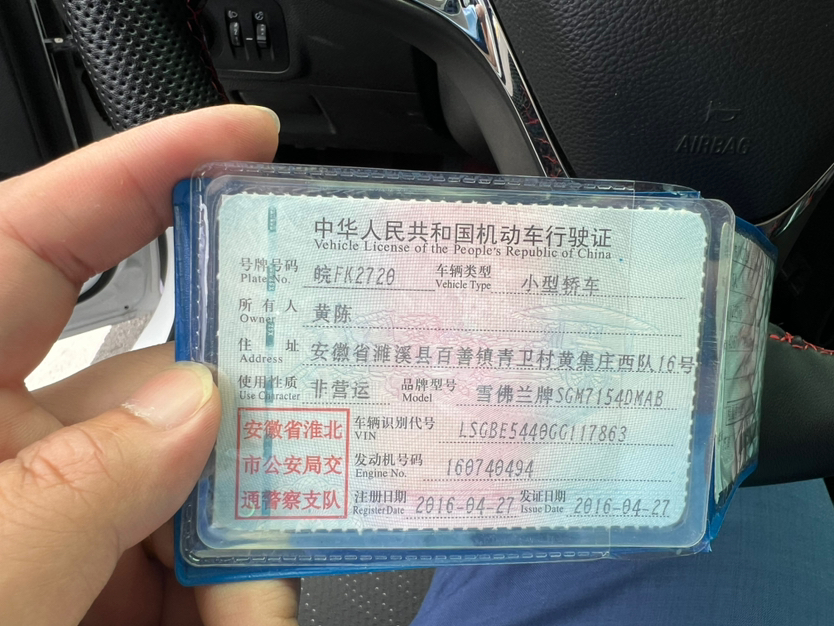 AIRBAG
中华人民共和国机动车行驶证
Vehicle License of the People's Republic of China
号牌号码 皖FK2720 车辆类型 小型轿车
Plate No. Vehicle Type
所有人 黄陈
Owner
住址 安徽省濉溪县百善镇青卫村黄集庄西队16号
Address
使用性质 非营运 品牌型号 雪佛兰牌SGM7154DMAB
Use Character Model
安徽省淮北 车辆识别代号 LSGBE5440GG117863
VIN
市公安局交 发动机号码 160740494
Engine No.
通警察支队 注册日期 2016-04-27 发证日期 2016-04-27
Register Date Issue Date